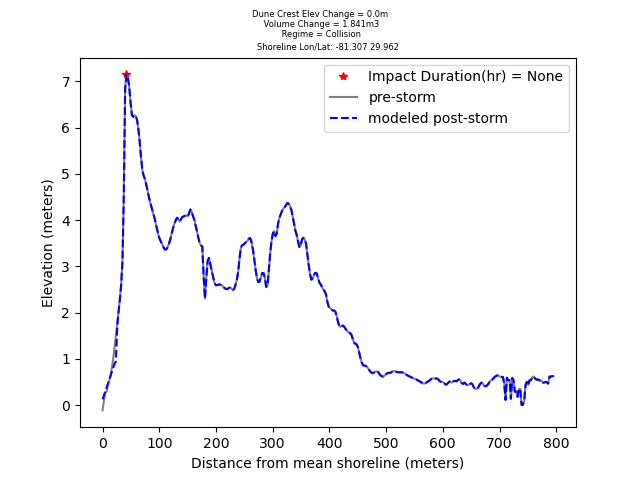 Dune Crest Elev Change = 0.0m
Volume Change = 1.841m3
Regime = Collision
Shoreline Lon/Lat: -81.307 29.962
Impact Duration(hr) = None
pre-storm
modeled post-storm
7
6
5
4
3
2
1
0
Elevation (meters)
0 100 200 300 400 500 600 700 800
Distance from mean shoreline (meters)